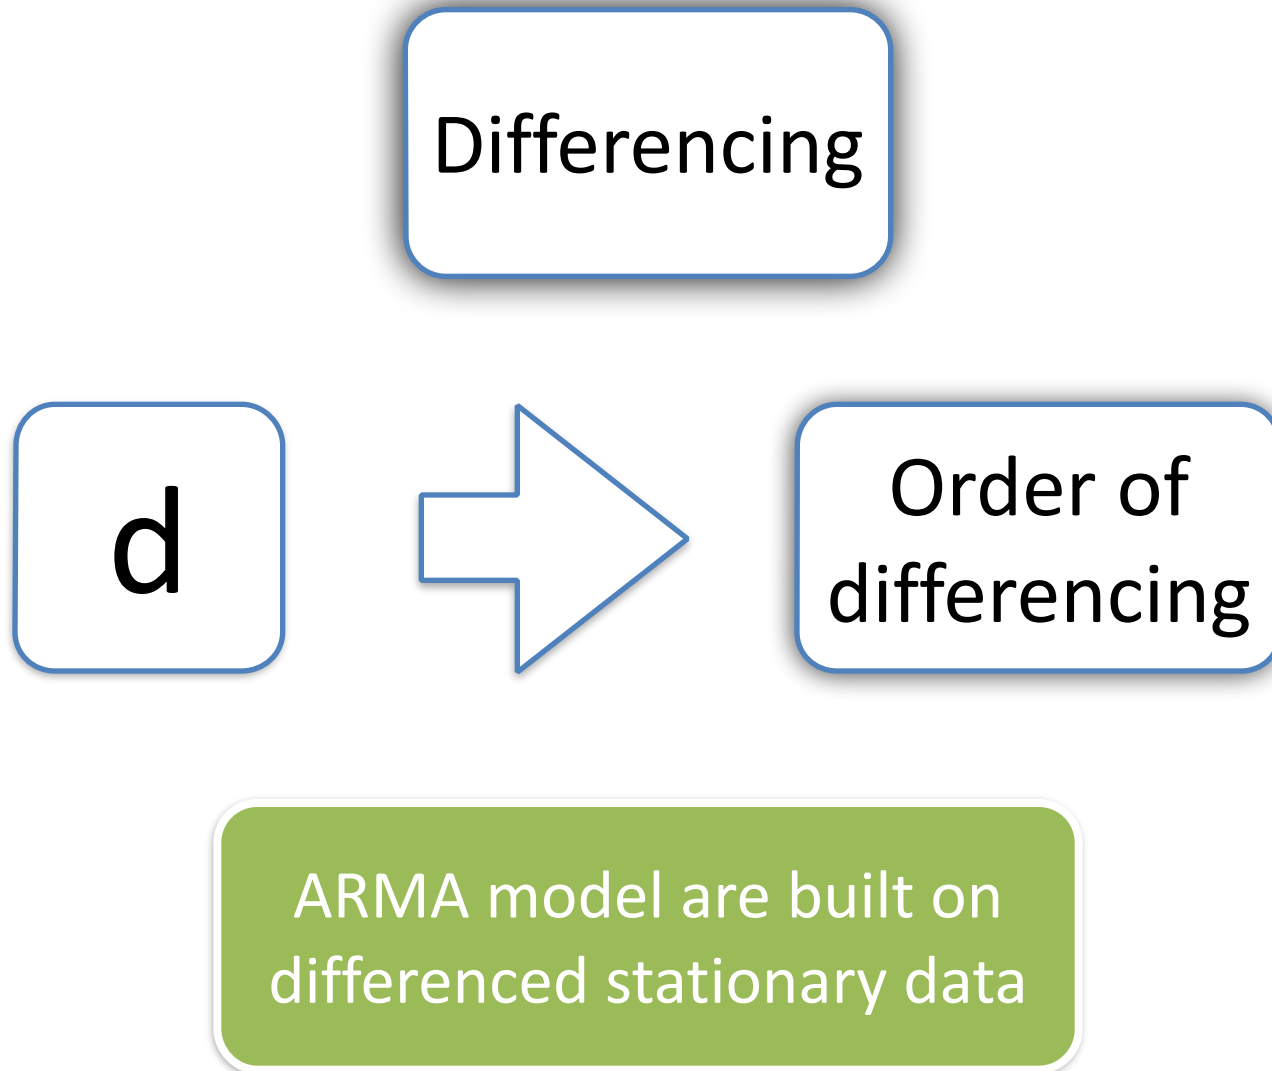 Differencing
d
Order of
differencing
ARMA model are built on
differenced stationary data